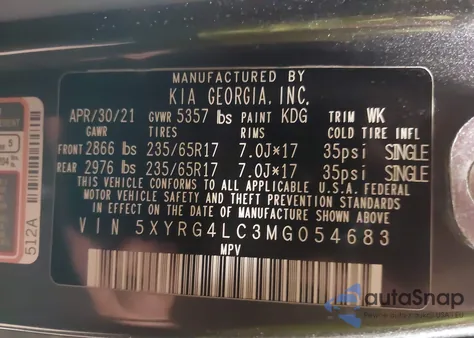 MANUFACTURED BY
KIA GEORGIA, INC.
APR/30/21 GVWR 5357 lbs PAINT KDG TRIM WK
GAWR TIRES RIMS COLD TIRE INFL
FRONT 2866 lbs 235/65R17 7.0J*17 35psi SINGLE
REAR 2976 lbs 235/65R17 7.0J*17 35psi SINGLE
THIS VEHICLE CONFORMS TO ALL APPLICABLE U.S.A. FEDERAL
MOTOR VEHICLE SAFETY AND THEFT PREVENTION
STANDARDS IN EFFECT ON THE DATE OF MANUFACTURE SHOWN ABOVE.
VIN 5XYRG4LC3MG054683
MPV
512A
autaSnap